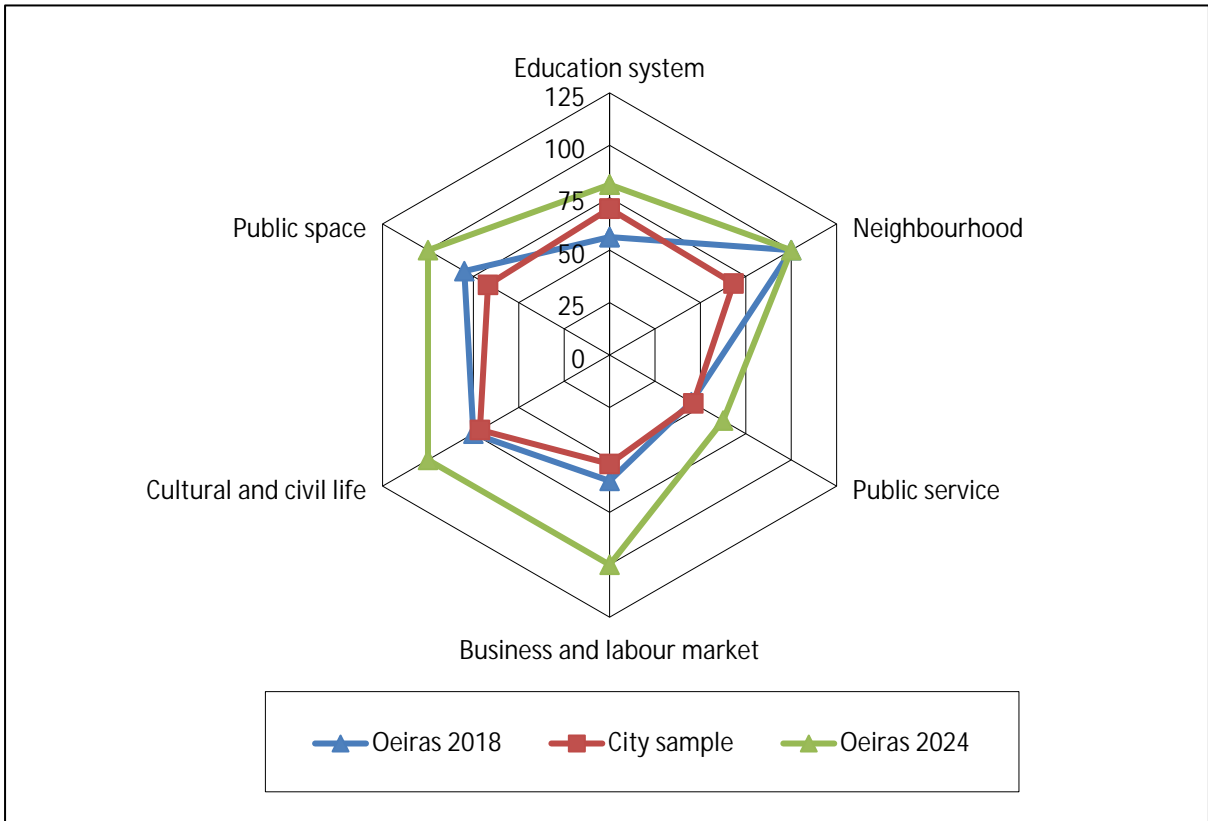 Education system
125
100
75
50
25
0
Public space
Neighbourhood
Cultural and civil life
Public service
Business and labour market
Oeiras 2018 City sample Oeiras 2024